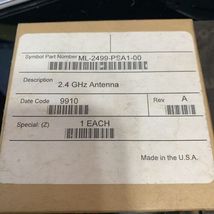 Symbol Part Number ML-2499-PSA1-00
Description 2.4 GHz Antenna
Date Code 9910 Rev A
Special: (Z) 1 EACH
Made in the U.S.A.